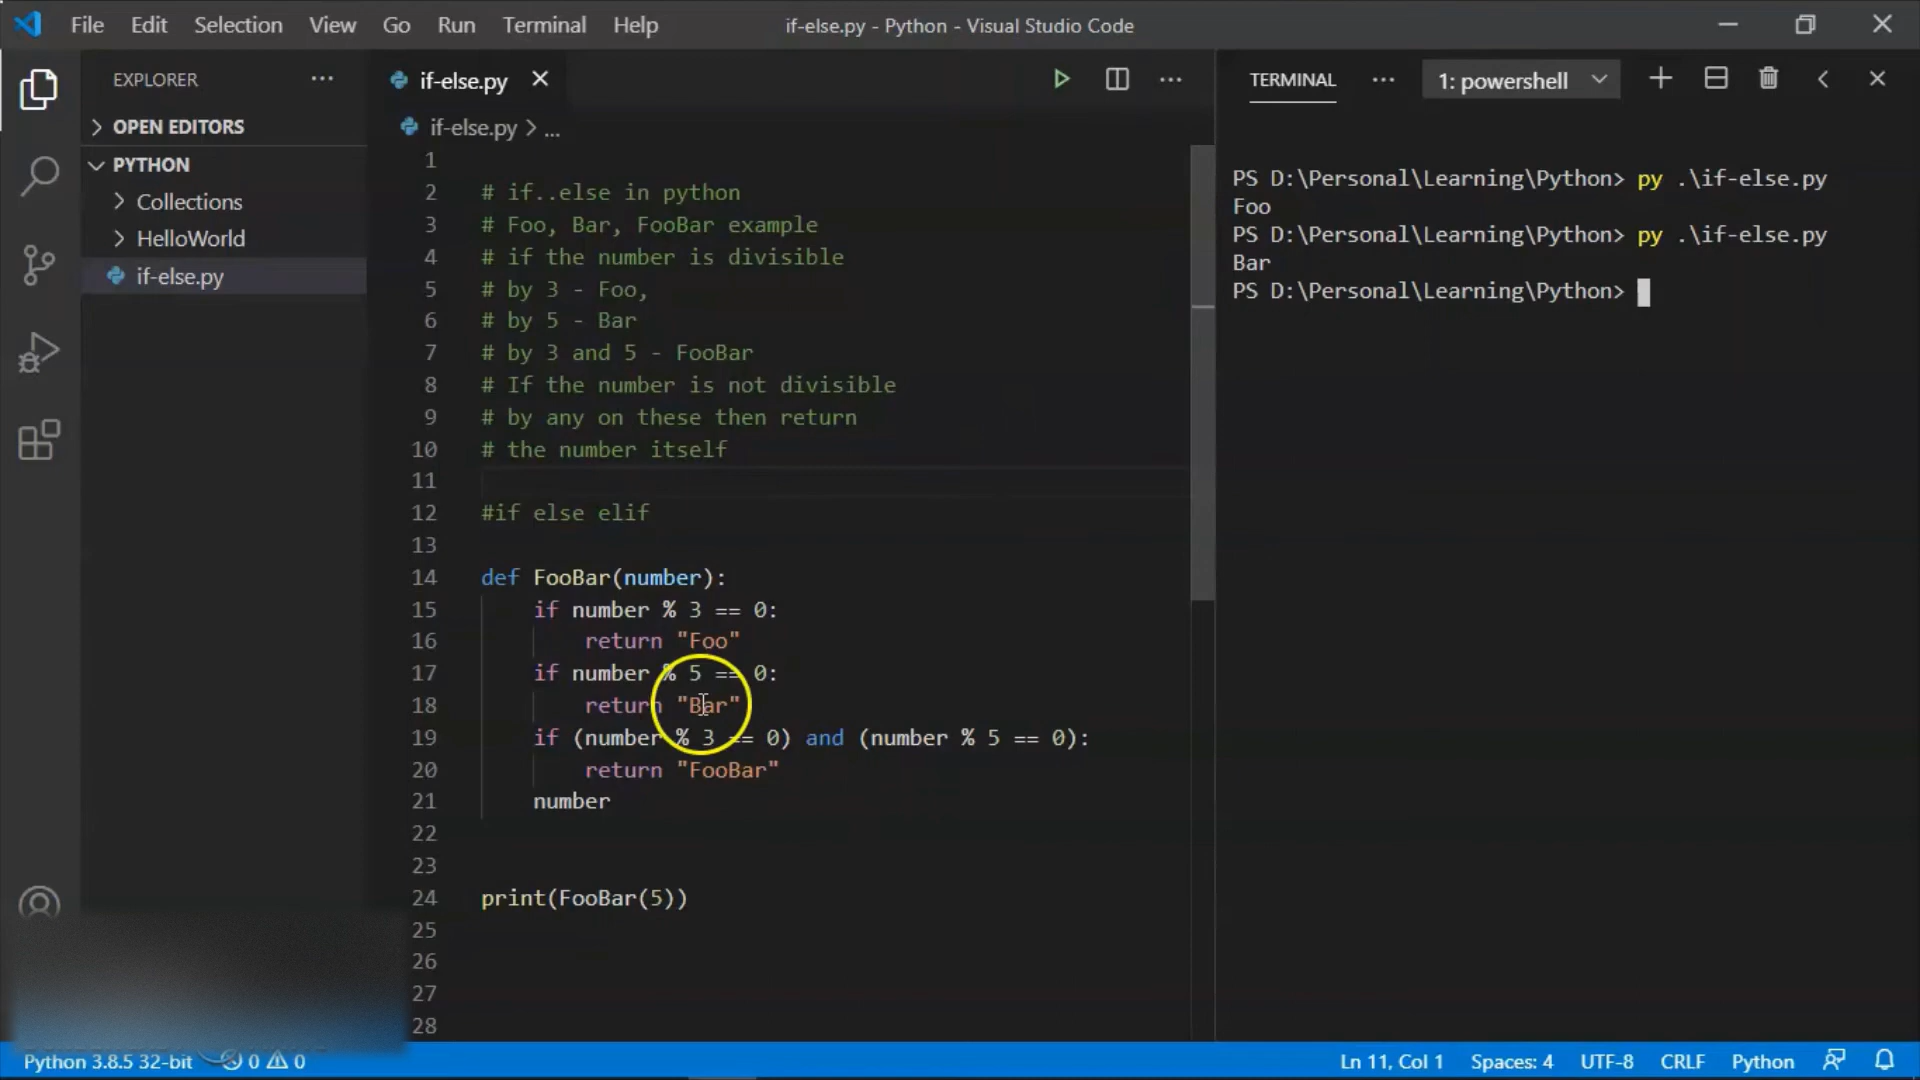 File Edit Selection View Go Run Terminal Help if-else.py - Python - Visual Studio Code
EXPLORER ···
OPEN EDITORS
PYTHON
Collections
HelloWorld
if-else.py
if-else.py
if-else.py > ...
1
2 # if..else in python
3 # Foo, Bar, FooBar example
4 # if the number is divisible
5 # by 3 - Foo,
6 # by 5 - Bar
7 # by 3 and 5 - FooBar
8 # If the number is not divisible
9 # by any on these then return
10 # the number itself
11
12 #if else elif
13
14 def FooBar(number):
15 if number % 3 == 0:
16 return "Foo"
17 if number % 5 == 0:
18 return "Bar"
19 if (number % 3 == 0) and (number % 5 == 0):
20 return "FooBar"
21 number
22
23
24 print(FooBar(5))
25
26
27
28
TERMINAL ··· 1: powershell
PS D:\Personal\Learning\Python> py .\if-else.py
Foo
PS D:\Personal\Learning\Python> py .\if-else.py
Bar
PS D:\Personal\Learning\Python>
Python 3.8.5 32-bit 0 0 Ln 11, Col 1 Spaces: 4 UTF-8 CRLF Python